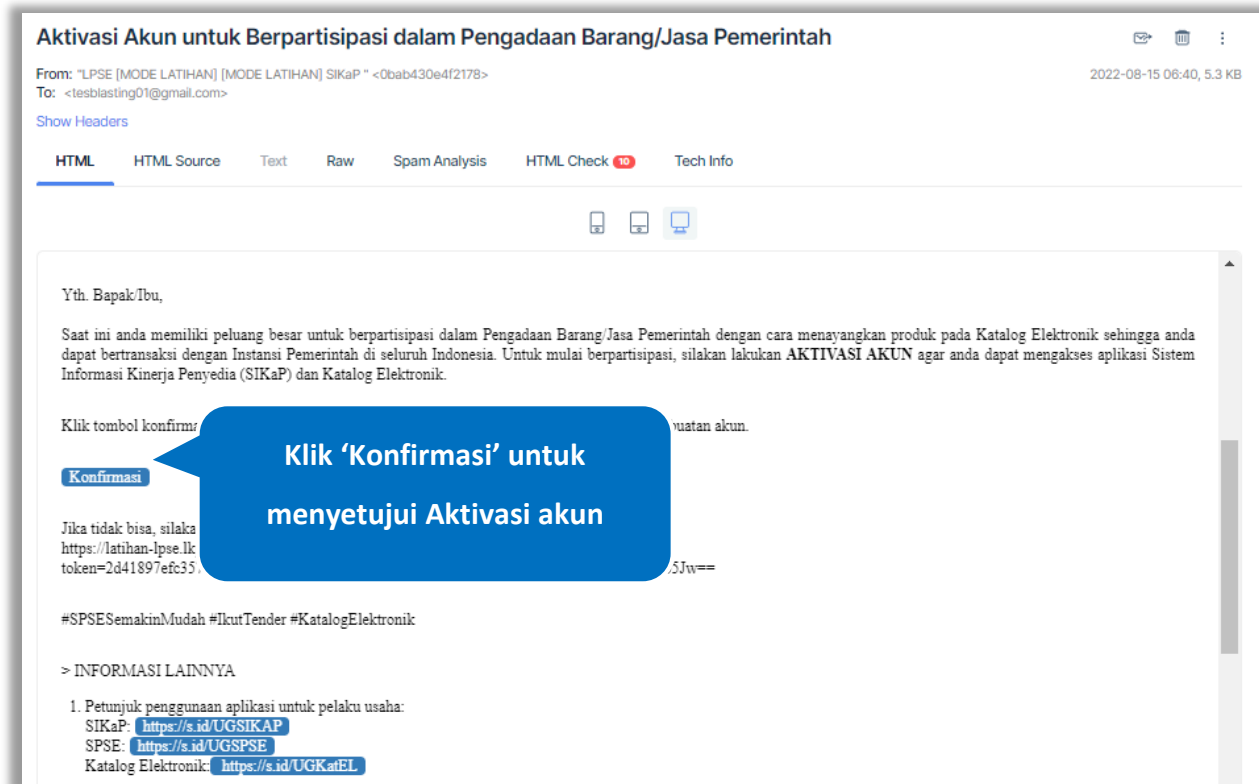 Aktivasi Akun untuk Berpartisipasi dalam Pengadaan Barang/Jasa Pemerintah
From: "LPSE [MODE LATIHAN] [MODE LATIHAN] SIKaP " <0bab430e4f2178>
2022-08-15 06:40, 5.3 KB
To: <tesblasting01@gmail.com>
Show Headers
HTML HTML Source Text Raw Spam Analysis HTML Check 10 Tech Info
Yth. Bapak/Ibu,
Saat ini anda memiliki peluang besar untuk berpartisipasi dalam Pengadaan Barang/Jasa Pemerintah dengan cara menayangkan produk pada Katalog Elektronik sehingga anda
dapat bertransaksi dengan Instansi Pemerintah di seluruh Indonesia. Untuk mulai berpartisipasi, silakan lakukan AKTIVASI AKUN agar anda dapat mengakses aplikasi Sistem
Informasi Kinerja Penyedia (SIKaP) dan Katalog Elektronik.
Klik tombol akun.
Klik ‘Konfirmasi’ untuk
menyetujui Aktivasi akun
Konfirmasi
Jika tidak bisa,
https://latihan-lpse.lk
token=2d41897efc35 5Jw==
#SPSESemakinMudah #IkutTender #KatalogElektronik
> INFORMASI LAINNYA
1. Petunjuk penggunaan aplikasi untuk pelaku usaha:
SIKaP: https://s.id/UGSIKAP
SPSE: https://s.id/UGSPSE
Katalog Elektronik: https://s.id/UGKatEL